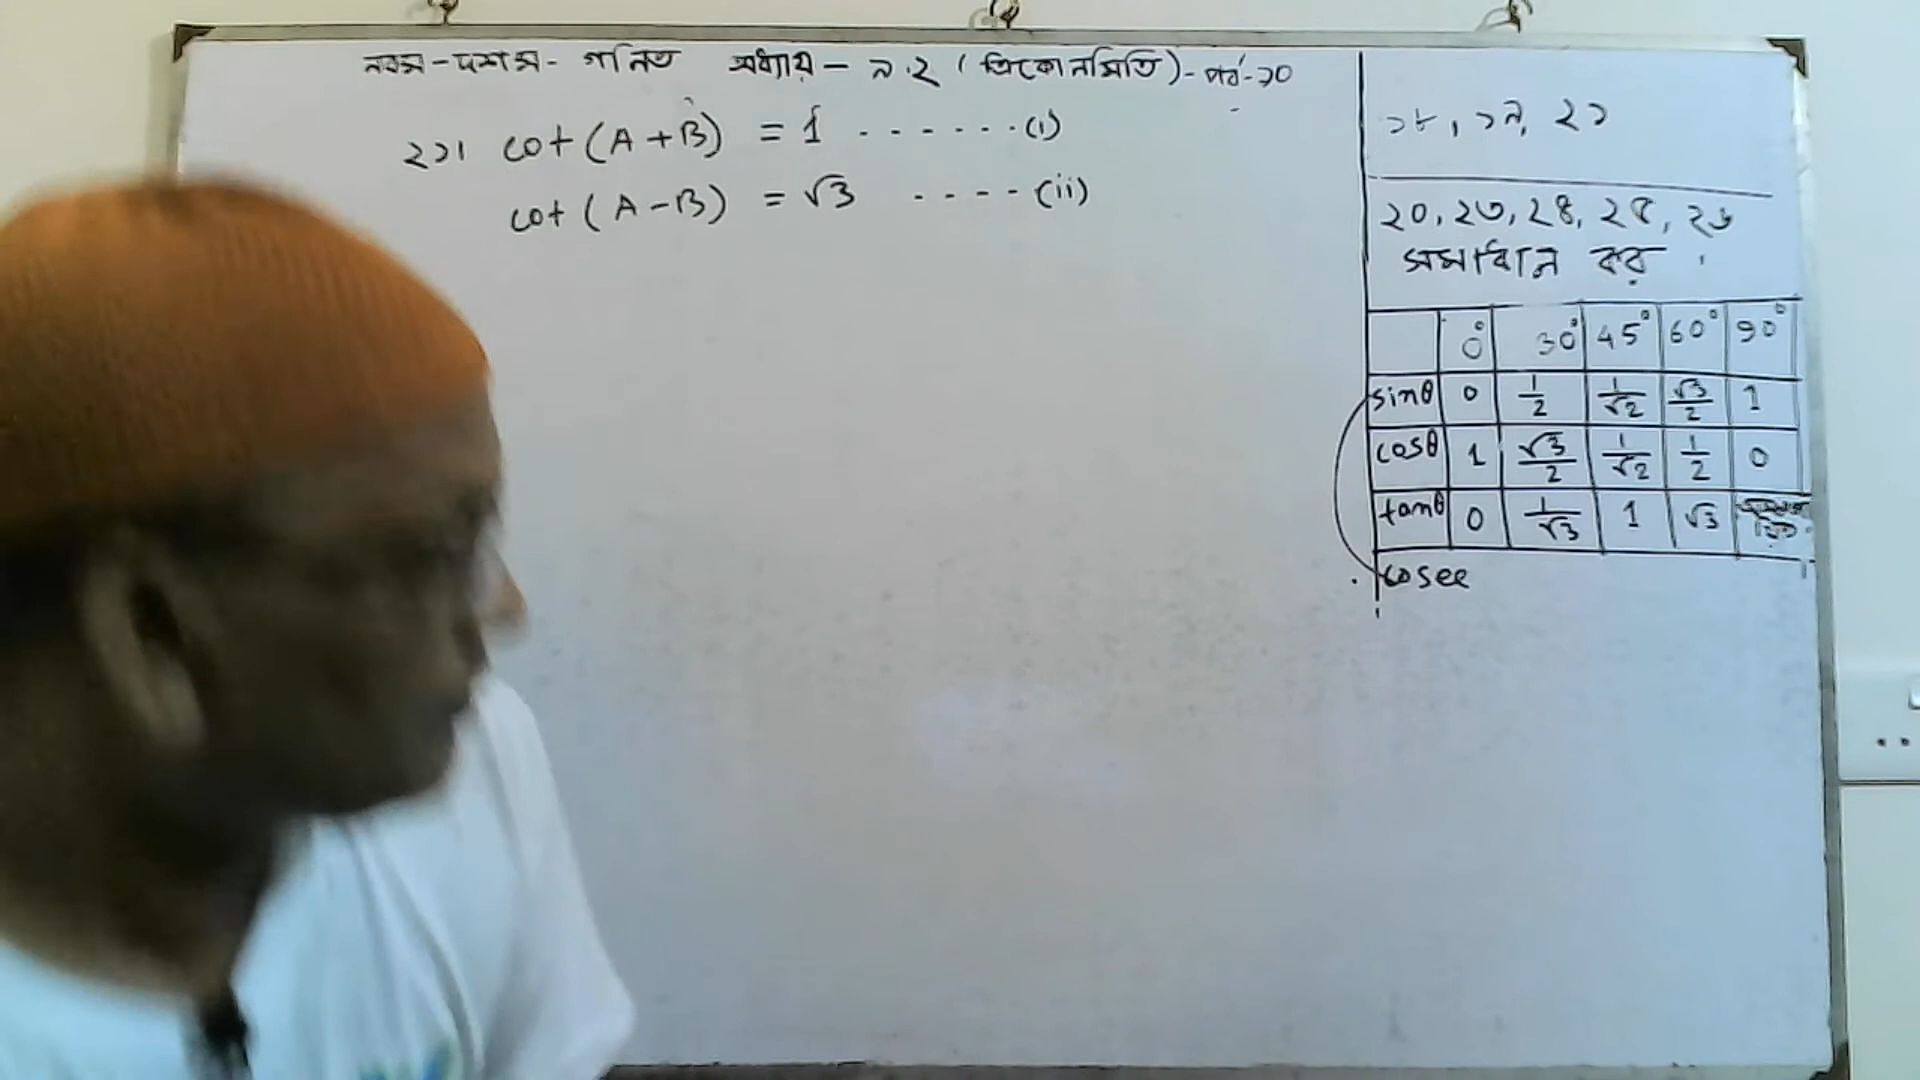 নবম-দশম- গনিত অধ্যায় - ৯.২ (ত্রিকোনমিতি)- পর্ব-১০
২১। cot (A+B) = 1 ....... (i)
cot (A-B) = √3 .... (ii)
১৮, ১৯, ২১
২০, ২৩, ২৪, ২৫, ২৬
সমাধান কর
0° 30° 45° 60° 90°
sinθ 0 1/2 1/√2 √3/2 1
cosθ 1 √3/2 1/√2 1/2 0
tanθ 0 1/√3 1 √3
cosec